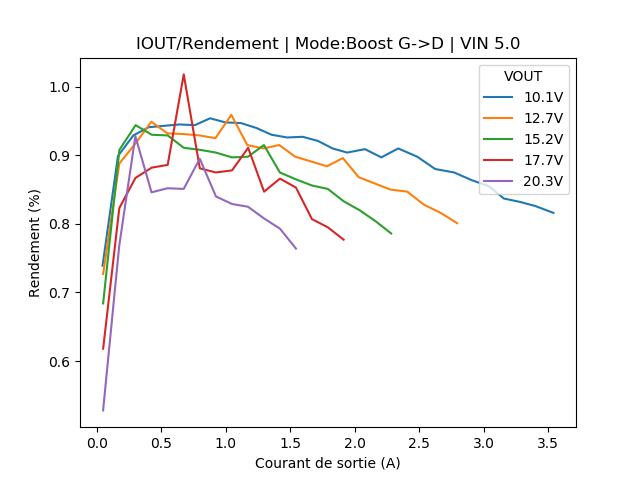 IOUT/Rendement | Mode:Boost G->D | VIN 5.0
VOUT
10.1V
12.7V
15.2V
17.7V
20.3V
1.0
0.9
0.8
0.7
0.6
Rendement (%)
0.0 0.5 1.0 1.5 2.0 2.5 3.0 3.5
Courant de sortie (A)